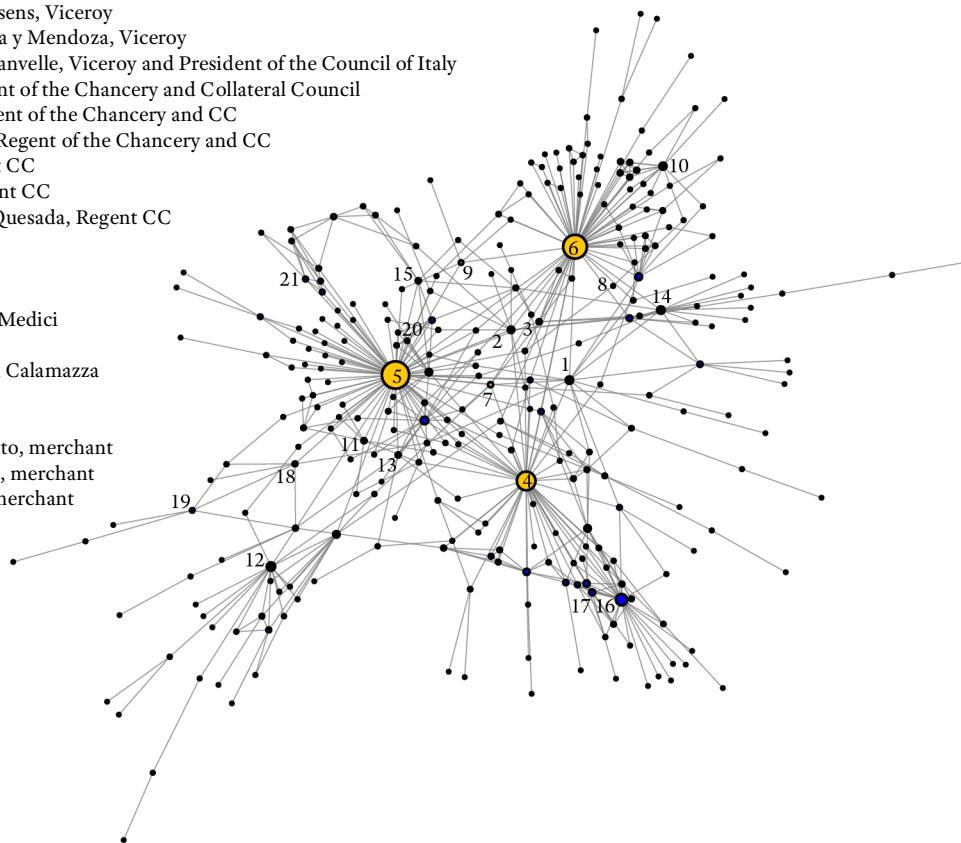 sens, Viceroy
a y Mendoza, Viceroy
anvelle, Viceroy and President of the Council of Italy
nt of the Chancery and Collateral Council
ent of the Chancery and CC
Regent of the Chancery and CC
t CC
nt CC
Quesada, Regent CC
Medici
Calamazza
to, merchant
, merchant
merchant
10
6
9
15
21
8
14
20
3
2
1
5
7
11
13
18
4
19
12
17
16